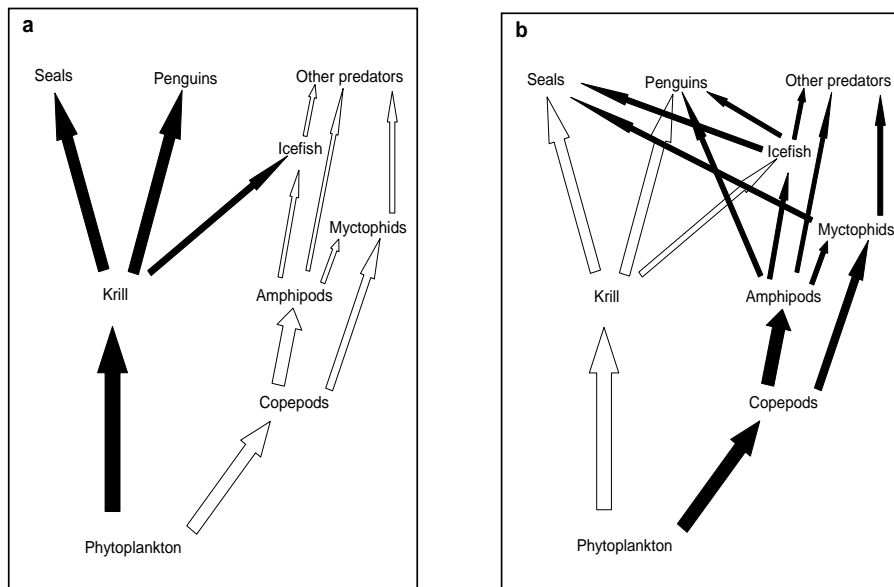 a
Seals
Penguins
Other predators
Icefish
Myctophids
Krill
Amphipods
Copepods
Phytoplankton
b
Seals
Penguins
Other predators
Icefish
Myctophids
Krill
Amphipods
Copepods
Phytoplankton